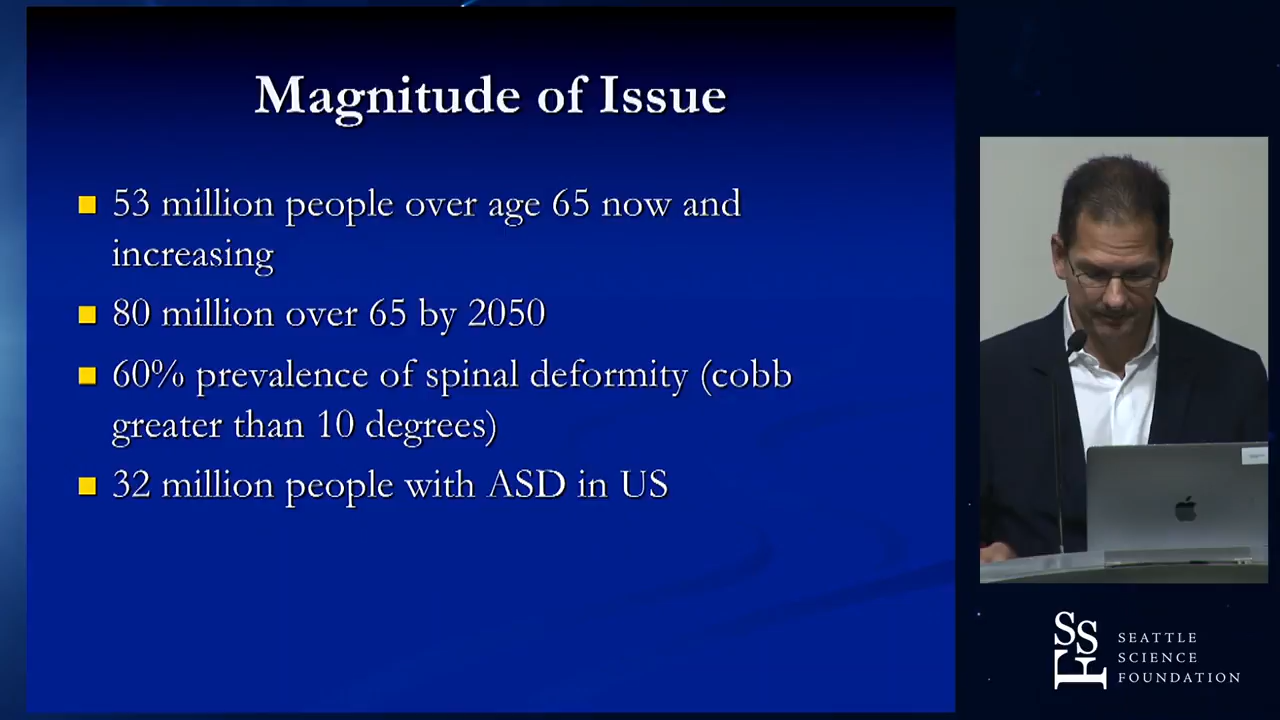 Magnitude of Issue
53 million people over age 65 now and
increasing
80 million over 65 by 2050
60% prevalence of spinal deformity (cobb
greater than 10 degrees)
32 million people with ASD in US
SSF
SEATTLE
SCIENCE
FOUNDATION